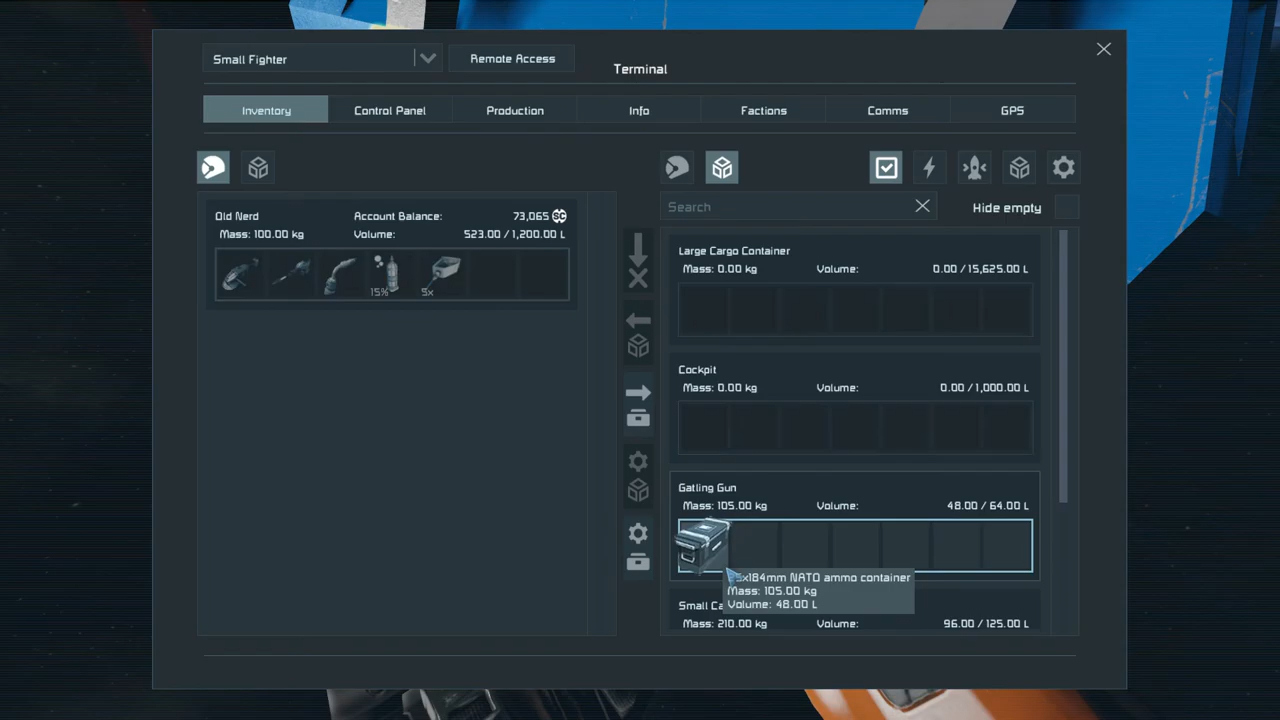 Small Fighter
Remote Access
Terminal
Inventory
Control Panel
Production
Info
Factions
Comms
GPS
Search
Hide empty
Old Nerd
Account Balance: 73,065 SC
Mass: 100.00 kg
Volume: 523.00 / 1,200.00 L
15%
5x
Large Cargo Container
Mass: 0.00 kg
Volume: 0.00 / 15,625.00 L
Cockpit
Mass: 0.00 kg
Volume: 0.00 / 1,000.00 L
Gatling Gun
Mass: 105.00 kg
Volume: 48.00 / 64.00 L
NATO ammo container
Mass: 105.00 kg
Volume: 48.00 L
Small
Mass: 210.00 kg
Volume: 96.00 / 125.00 L